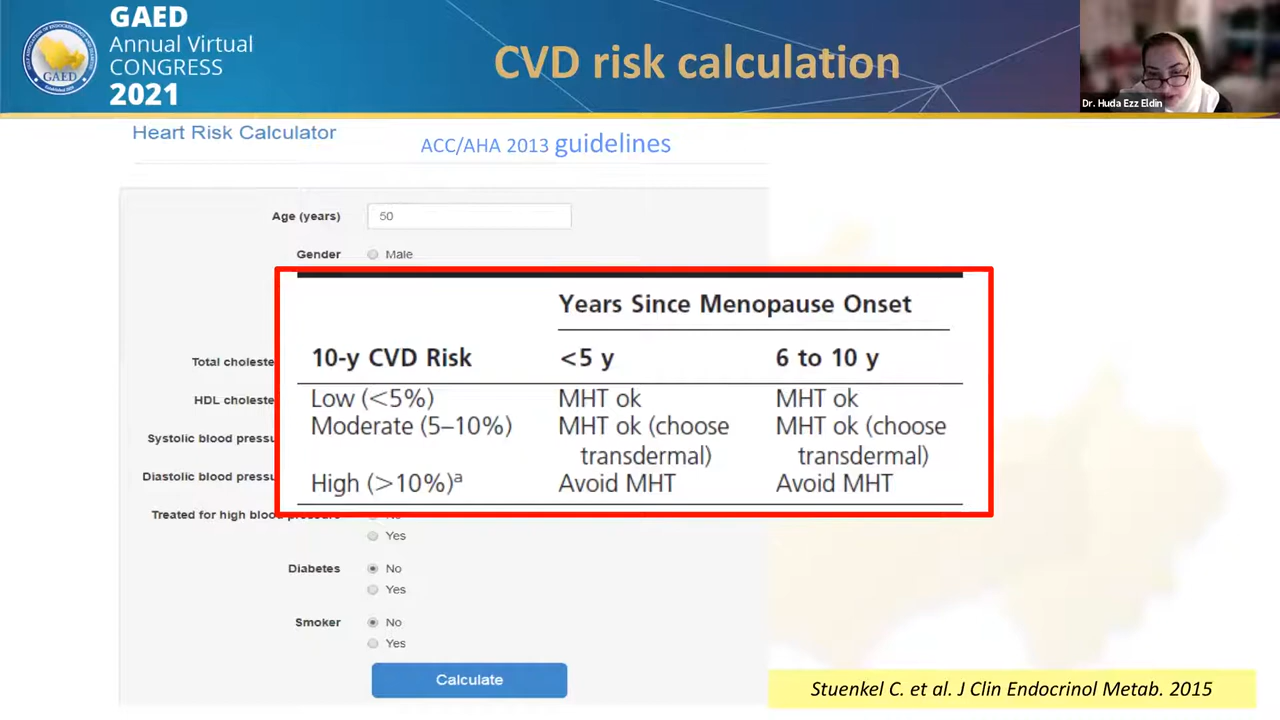 GAED
Annual Virtual
CONGRESS
2021
GAED
CVD risk calculation
Dr. Huda Ezz Eldin
Heart Risk Calculator
ACC/AHA 2013 guidelines
Age (years) 50
Gender Male
Years Since Menopause Onset
10-y CVD Risk <5 y 6 to 10 y
Low (<5%) MHT ok MHT ok
Moderate (5–10%) MHT ok (choose MHT ok (choose
transdermal) transdermal)
High (>10%)ª Avoid MHT Avoid MHT
Total choleste
HDL choleste
Systolic blood pressu
Diastolic blood pressu
Treated for high blood pressure No
Yes
Diabetes No
Yes
Smoker No
Yes
Calculate
Stuenkel C. et al. J Clin Endocrinol Metab. 2015